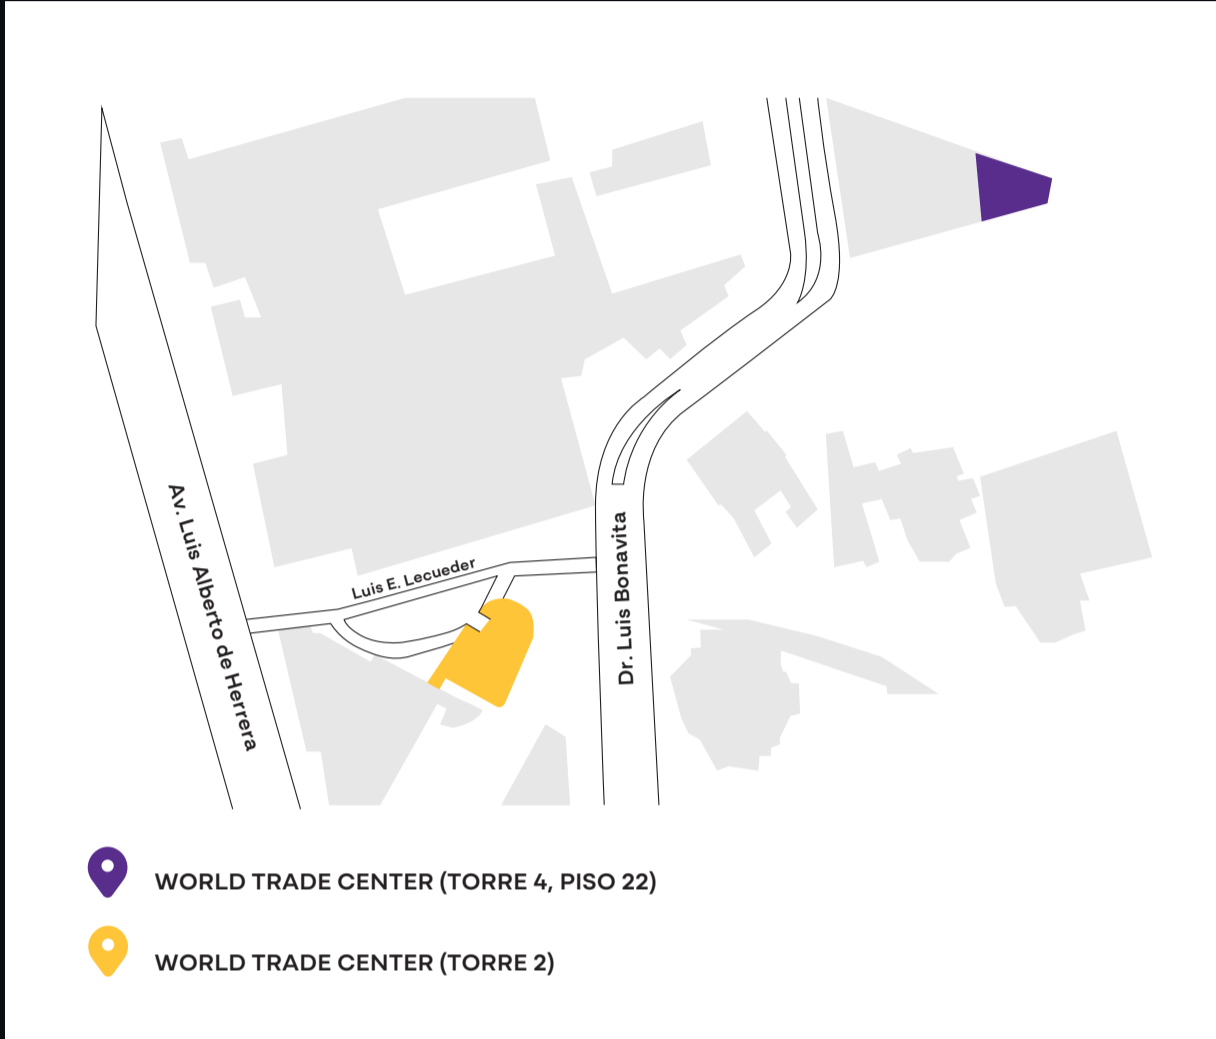 Av. Luis Alberto de Herrera
Luis E. Lecueder
Dr. Luis Bonavita
WORLD TRADE CENTER (TORRE 4, PISO 22)
WORLD TRADE CENTER (TORRE 2)